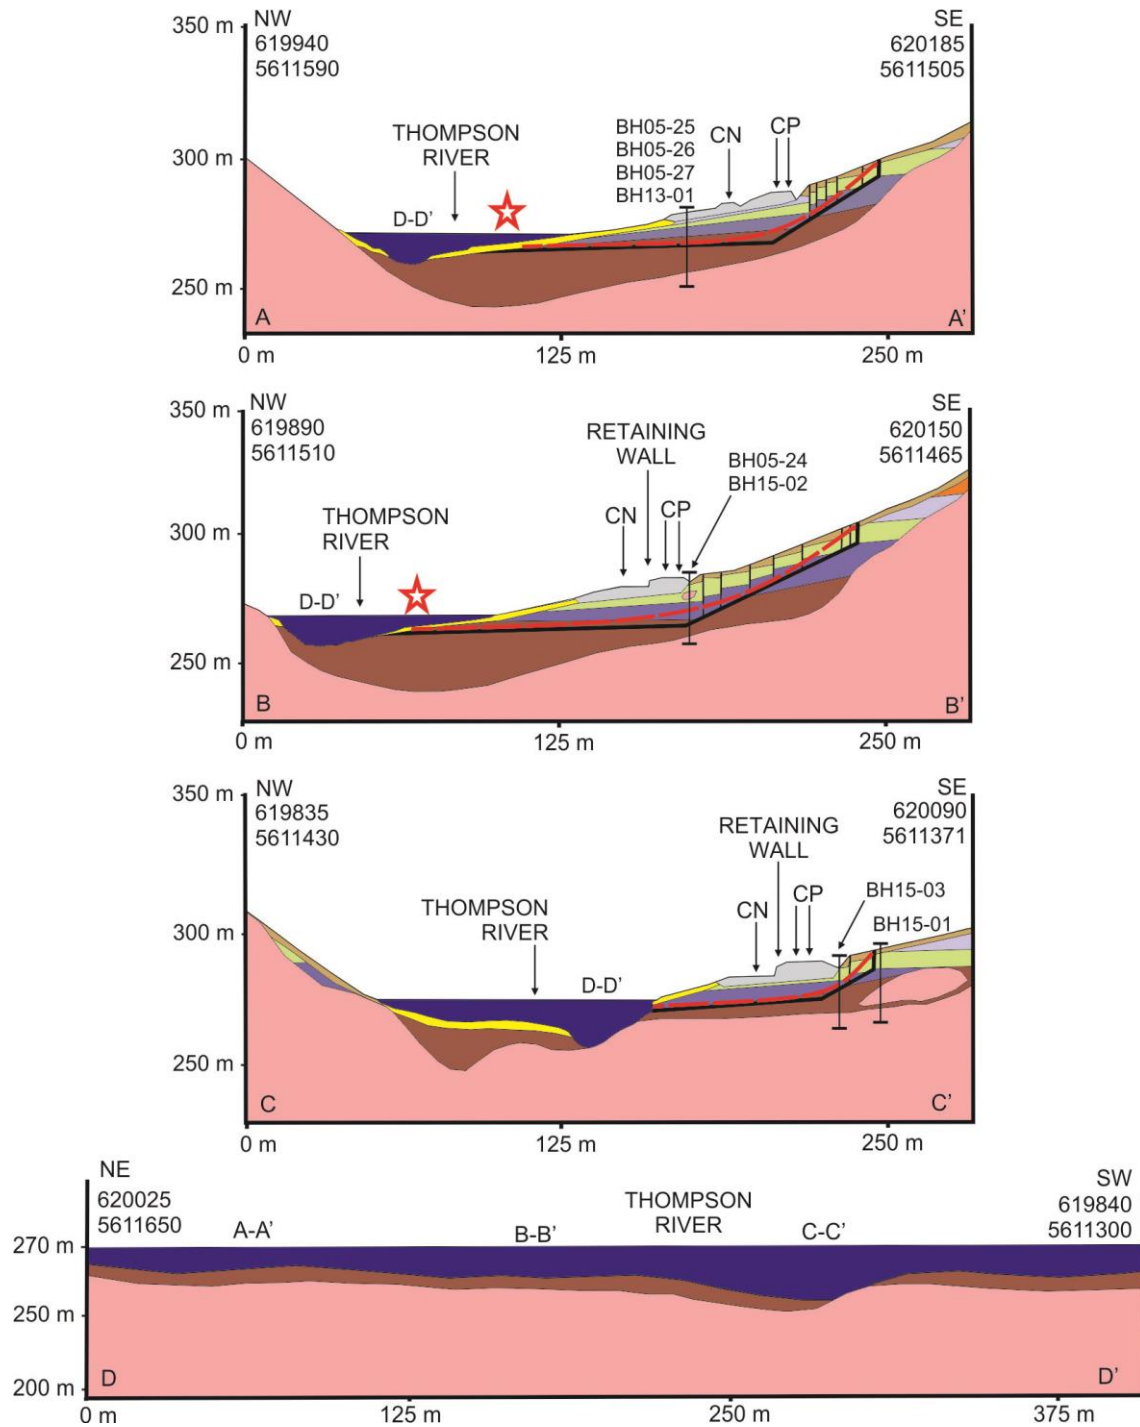 350 m
NW
619940
5611590
SE
620185
5611505
THOMPSON
RIVER
BH05-25
BH05-26
BH05-27
BH13-01
CN
CP
300 m
D-D'
250 m
A
A'
0 m
125 m
250 m
350 m
NW
619890
5611510
SE
620150
5611465
RETAINING
WALL
BH05-24
BH15-02
THOMPSON
RIVER
CN
CP
300 m
D-D'
250 m
B
B'
0 m
125 m
250 m
350 m
NW
619835
5611430
SE
620090
5611371
RETAINING
WALL
THOMPSON
RIVER
CN
CP
BH15-03
BH15-01
300 m
D-D'
250 m
C
C'
0 m
125 m
250 m
NE
620025
5611650
SW
619840
5611300
THOMPSON
RIVER
A-A'
B-B'
C-C'
270 m
250 m
200 m
D
D'
0 m
125 m
250 m
375 m